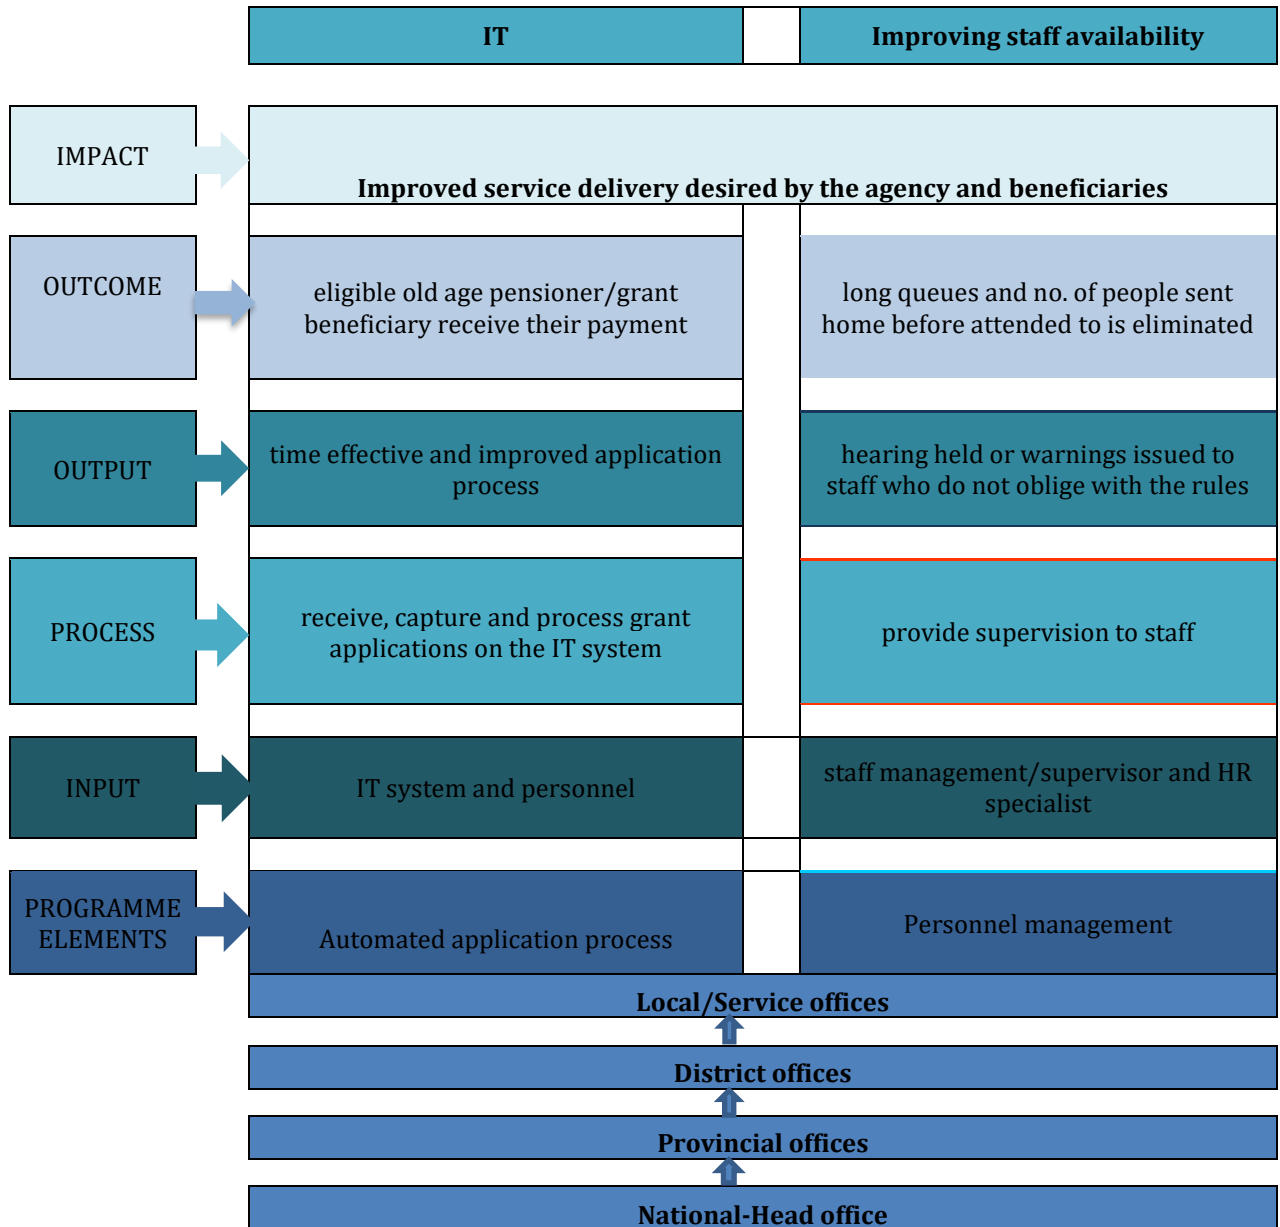 IT
Improving staff availability
IMPACT
Improved service delivery desired by the agency and beneficiaries
OUTCOME
eligible old age pensioner/grant
beneficiary receive their payment
long queues and no. of people sent
home before attended to is eliminated
OUTPUT
time effective and improved application
process
hearing held or warnings issued to
staff who do not oblige with the rules
PROCESS
receive, capture and process grant
applications on the IT system
provide supervision to staff
INPUT
IT system and personnel
staff management/supervisor and HR
specialist
PROGRAMME
ELEMENTS
Automated application process
Personnel management
Local/Service offices
District offices
Provincial offices
National-Head office